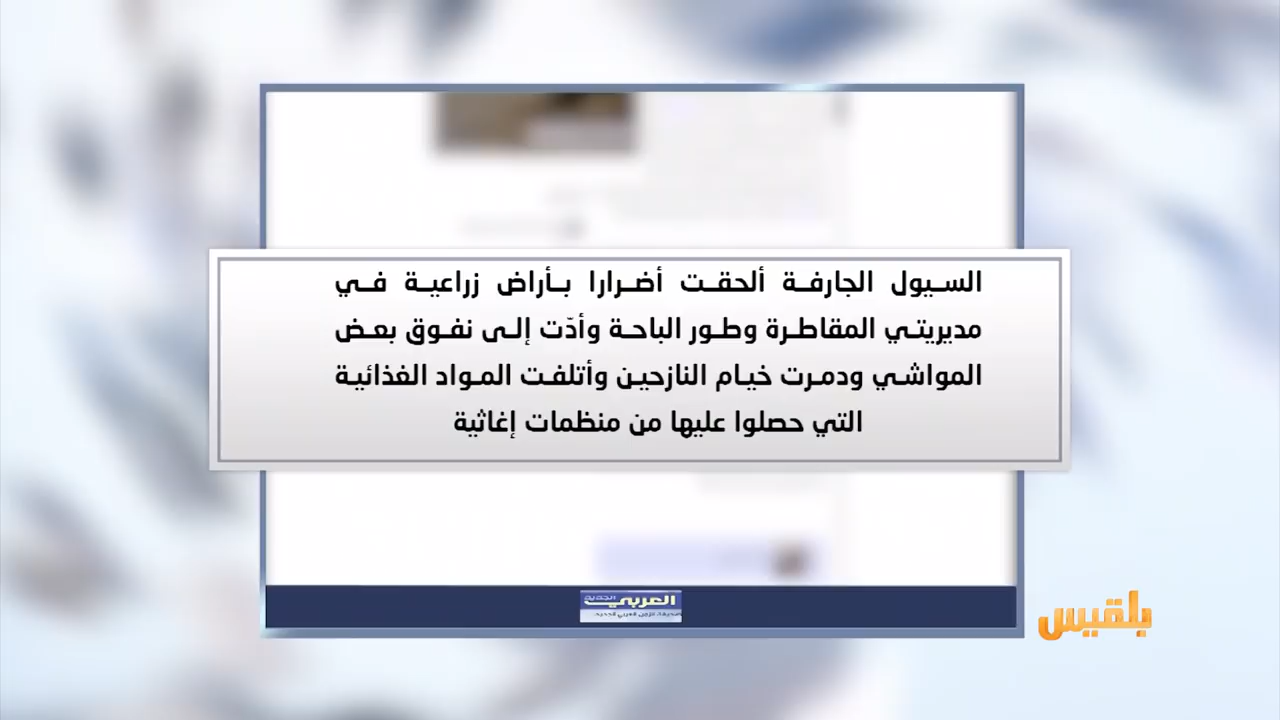 السيول الجارفة ألحقت أضرارا بأراض زراعية في
مديريتي المقاطرة وطور الباحة وأدّت إلى نفوق بعض
المواشي ودمرت خيام النازحين وأتلفت المواد الغذائية
التي حصلوا عليها من منظمات إغاثية
العربي الجديد
بلقيس